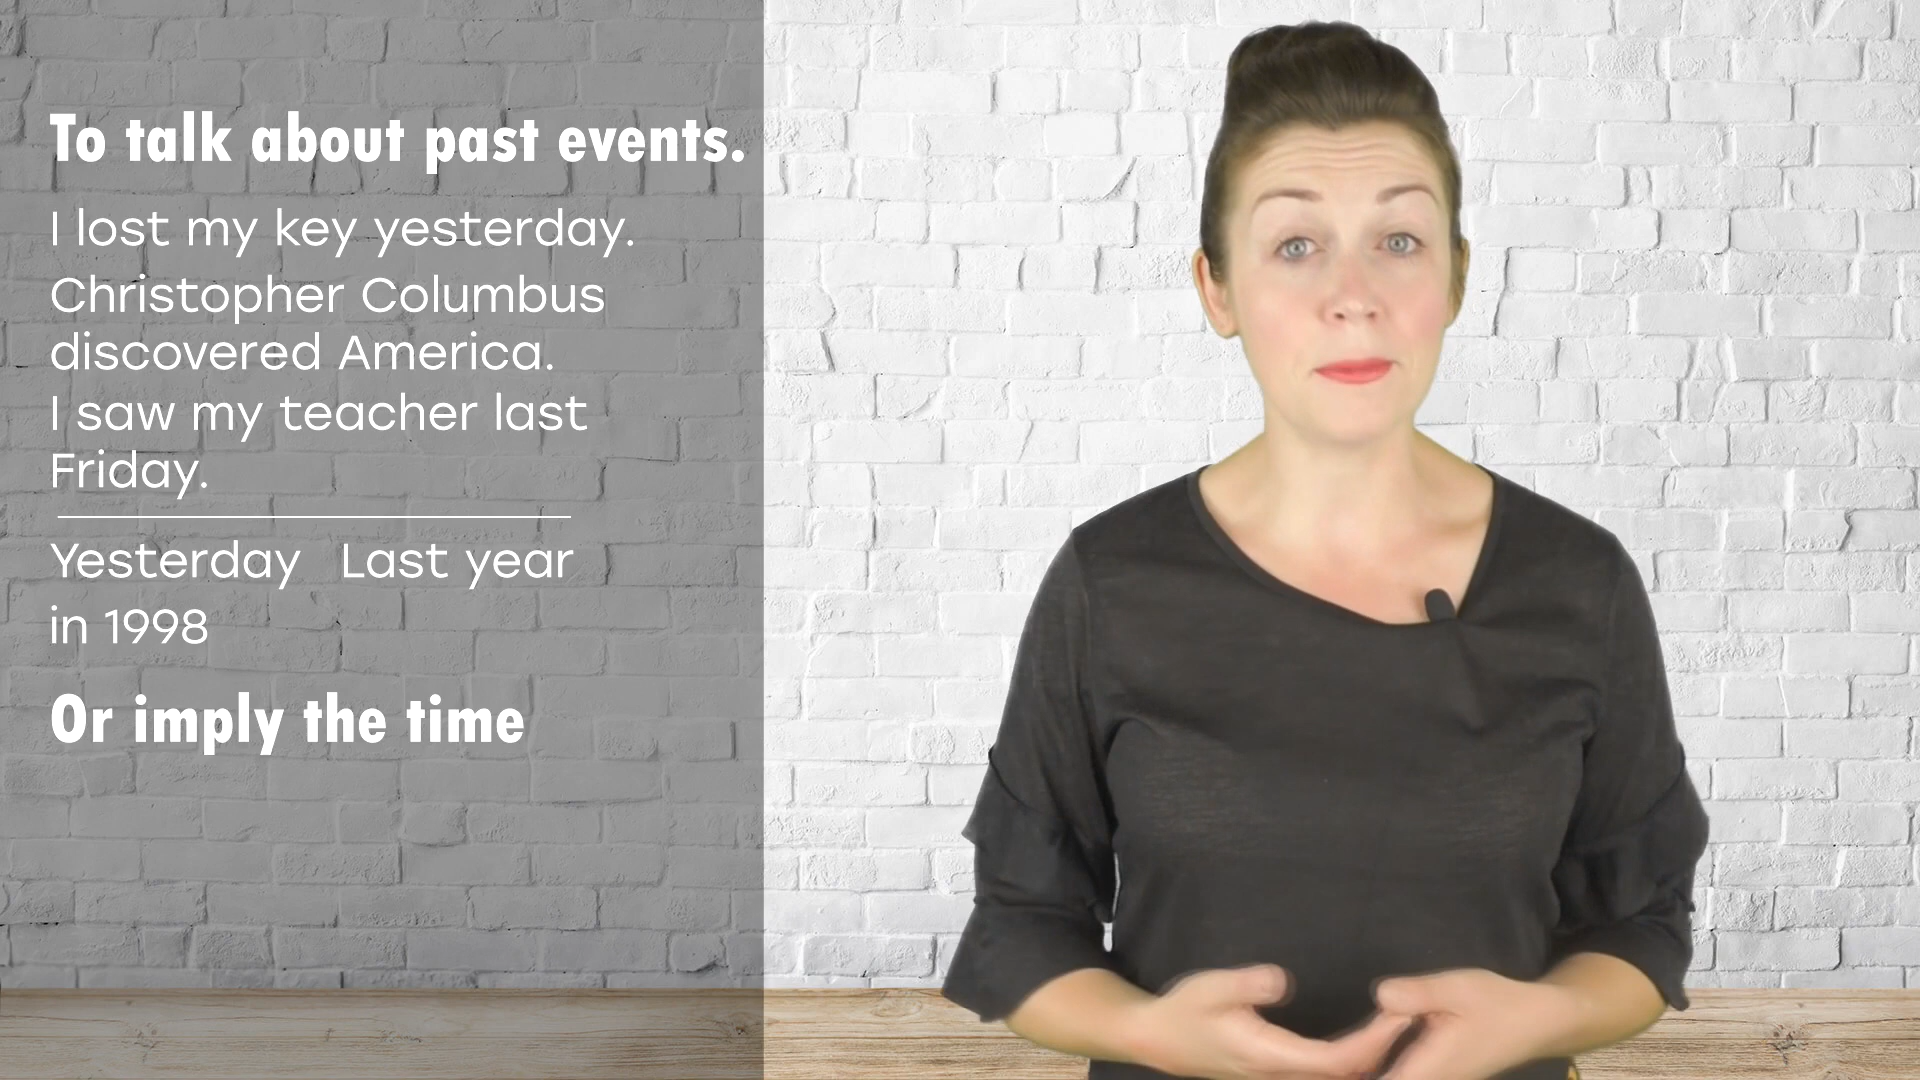 To talk about past events.
I lost my key yesterday.
Christopher Columbus
discovered America.
I saw my teacher last
Friday.
Yesterday Last year
in 1998
Or imply the time